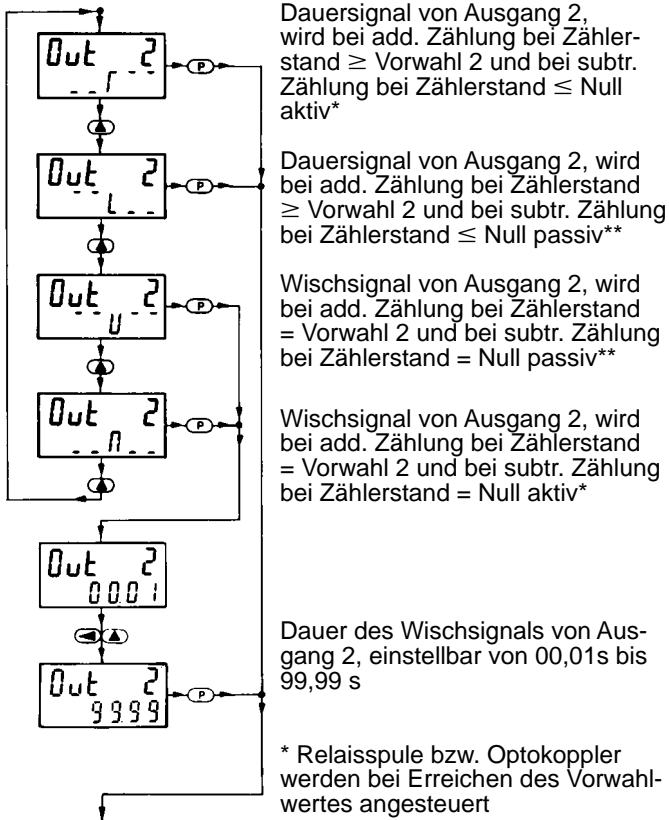 Out 2
Dauersignal von Ausgang 2,
wird bei add. Zählung bei Zähler-
stand ≥ Vorwahl 2 und bei subtr.
Zählung bei Zählerstand ≤ Null
aktiv*
P
Out 2
Dauersignal von Ausgang 2, wird
bei add. Zählung bei Zählerstand
≥ Vorwahl 2 und bei subtr. Zählung
bei Zählerstand ≤ Null passiv**
P
Out 2
Wischsignal von Ausgang 2, wird
bei add. Zählung bei Zählerstand
= Vorwahl 2 und bei subtr. Zählung
bei Zählerstand = Null passiv**
P
Out 2
Wischsignal von Ausgang 2, wird
bei add. Zählung bei Zählerstand
= Vorwahl 2 und bei subtr. Zählung
bei Zählerstand = Null aktiv*
P
Out 2
00.01
Out 2
99.99
P
Dauer des Wischsignals von Aus-
gang 2, einstellbar von 00,01s bis
99,99 s
* Relaisspule bzw. Optokoppler
werden bei Erreichen des Vorwahl-
wertes angesteuert